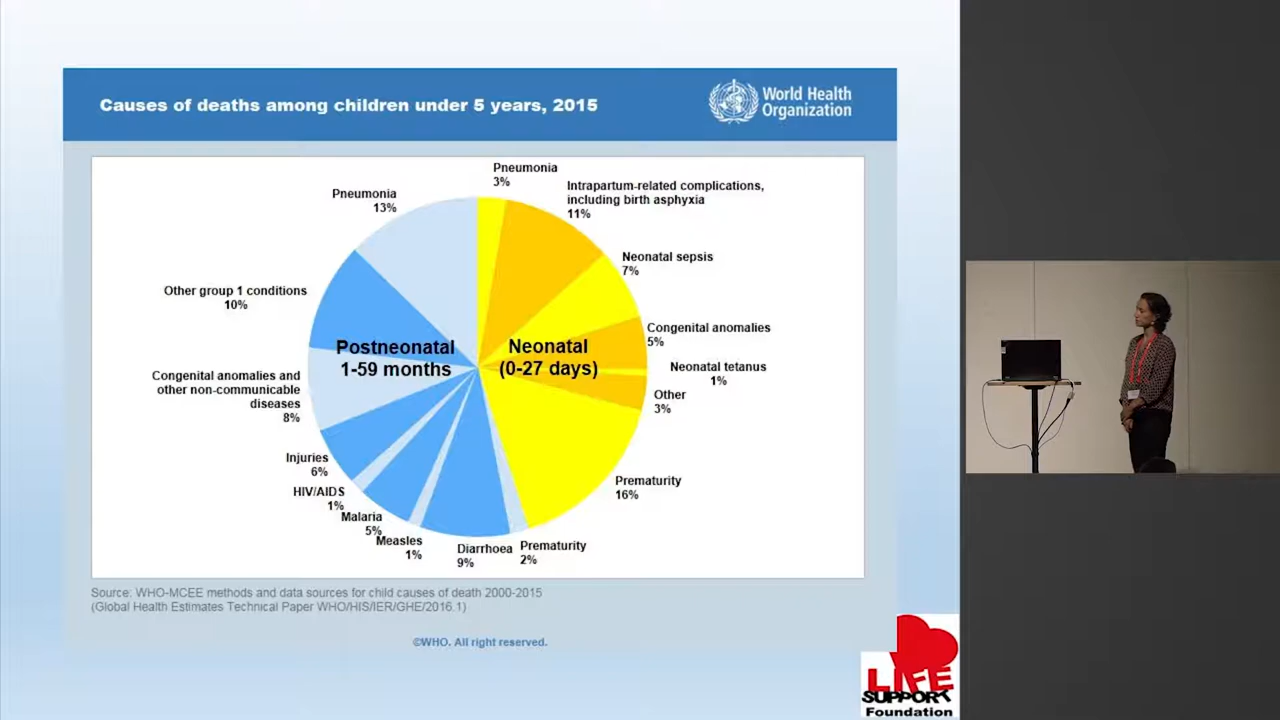 Causes of deaths among children under 5 years, 2015
World Health
Organization
Pneumonia
3%
Intrapartum-related complications,
including birth asphyxia
11%
Neonatal sepsis
7%
Congenital anomalies
5%
Neonatal tetanus
1%
Other
3%
Prematurity
16%
Prematurity
2%
Diarrhoea
9%
Measles
1%
Malaria
5%
HIV/AIDS
1%
Injuries
6%
Congenital anomalies and
other non-communicable
diseases
8%
Other group 1 conditions
10%
Pneumonia
13%
Postneonatal
1-59 months
Neonatal
(0-27 days)
Source: WHO-MCEE methods and data sources for child causes of death 2000-2015
(Global Health Estimates Technical Paper WHO/HIS/IER/GHE/2016.1)
©WHO. All right reserved.
LIFE
SUPPORT
Foundation